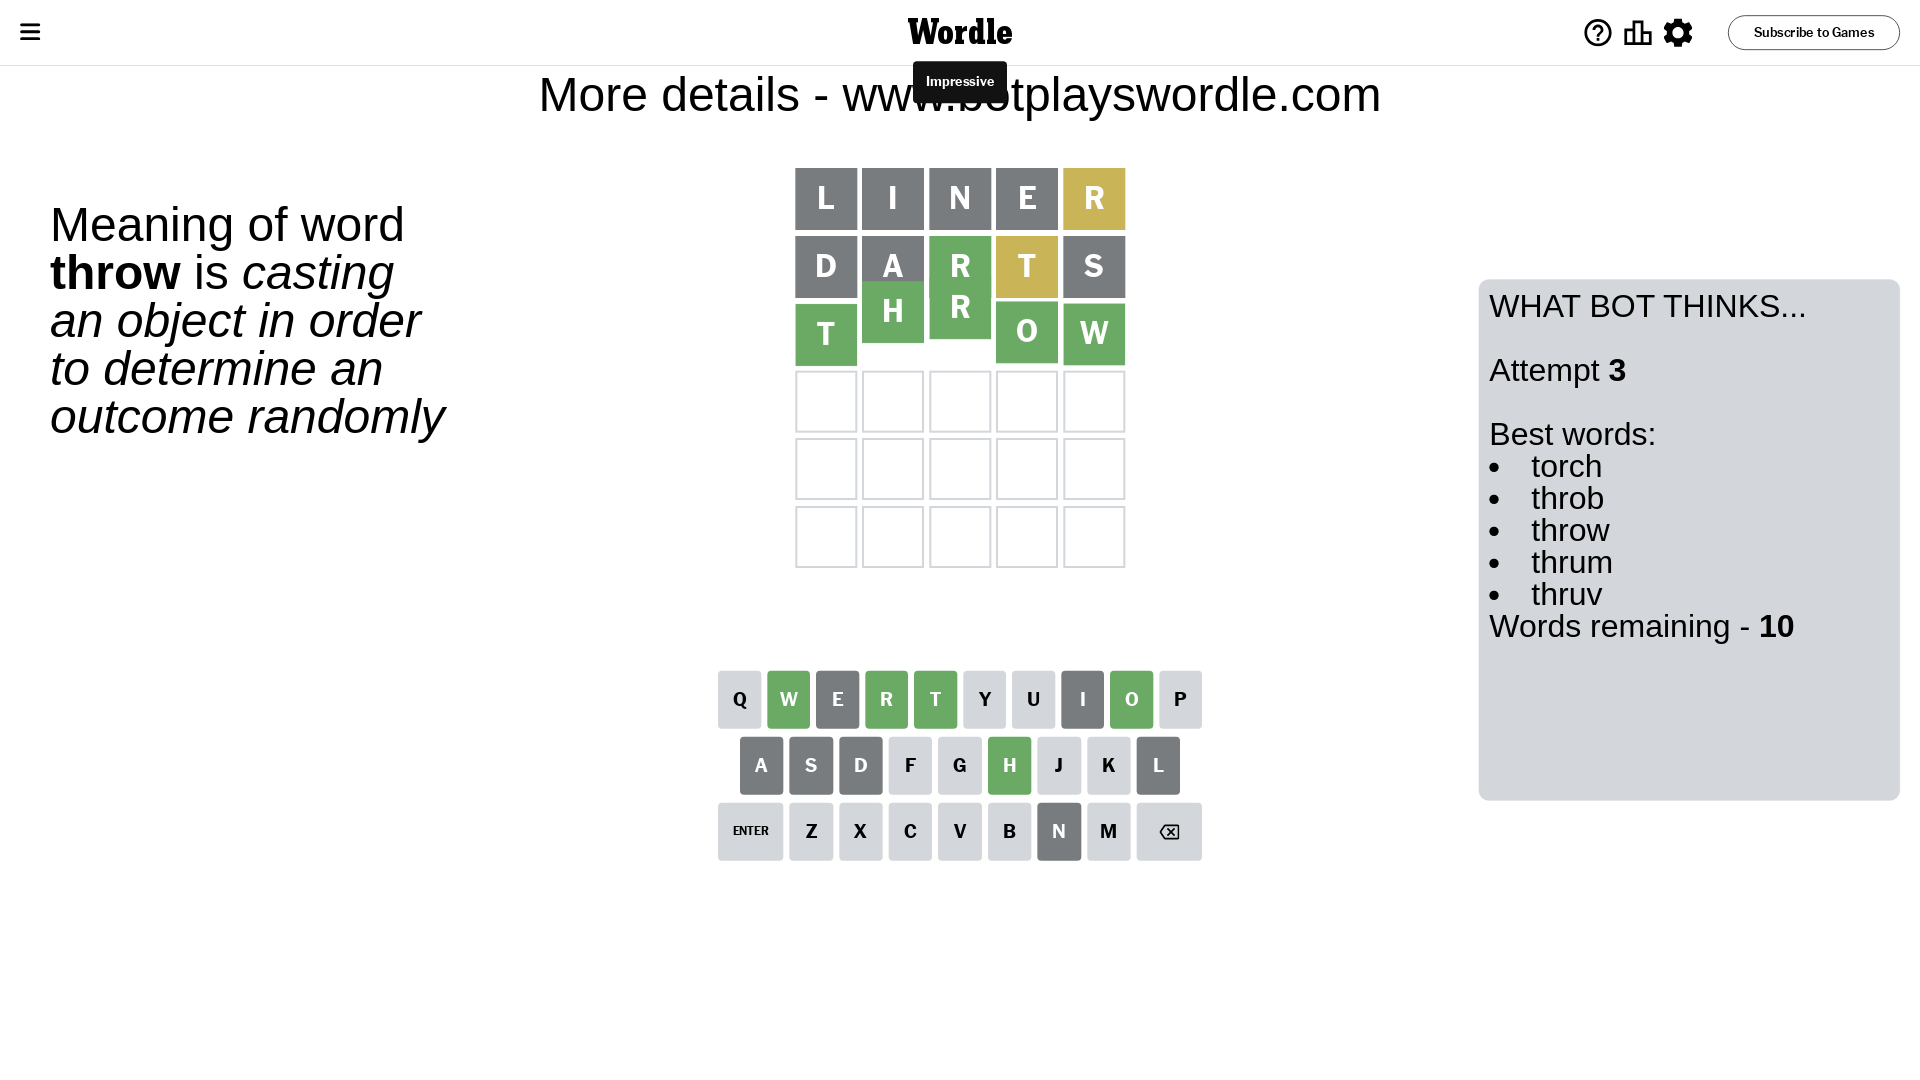 Wordle
Subscribe to Games
Impressive
More details - www.botplayswordle.com
Meaning of word
throw is casting
an object in order
to determine an
outcome randomly
L I N E R
D A R T S
T H R O W
WHAT BOT THINKS...
Attempt 3
Best words:
• torch
• throb
• throw
• thrum
• thruv
Words remaining - 10
Q W E R T Y U I O P
A S D F G H J K L
ENTER Z X C V B N M